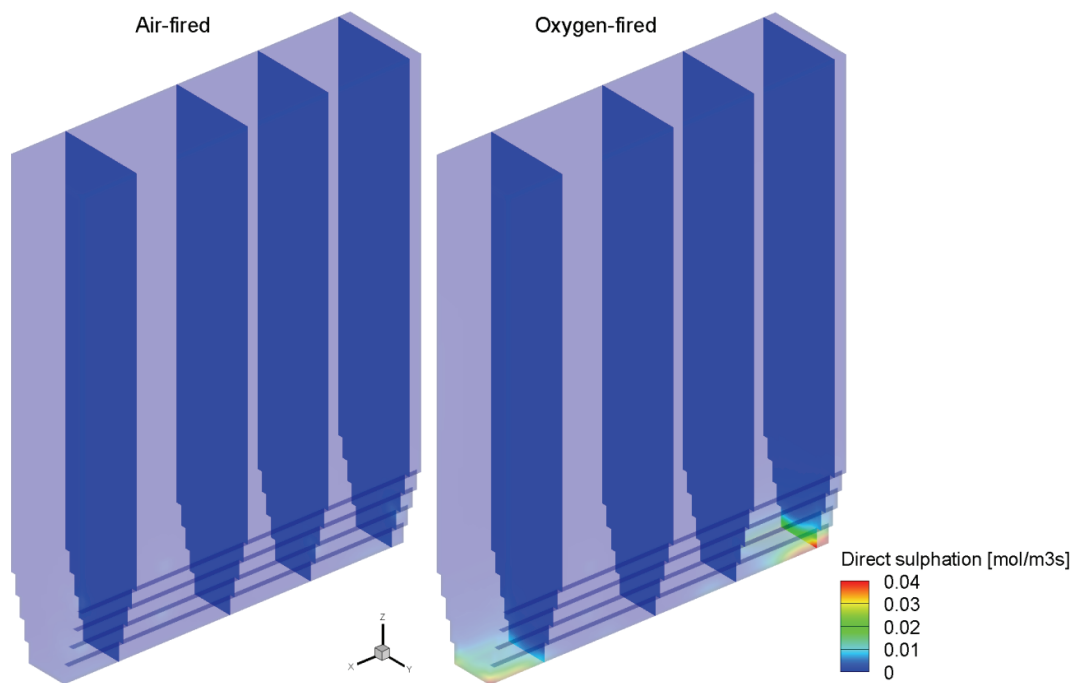 Air-fired
Oxygen-fired
Z
X
Y
Direct sulphation [mol/m3s]
0.04
0.03
0.02
0.01
0